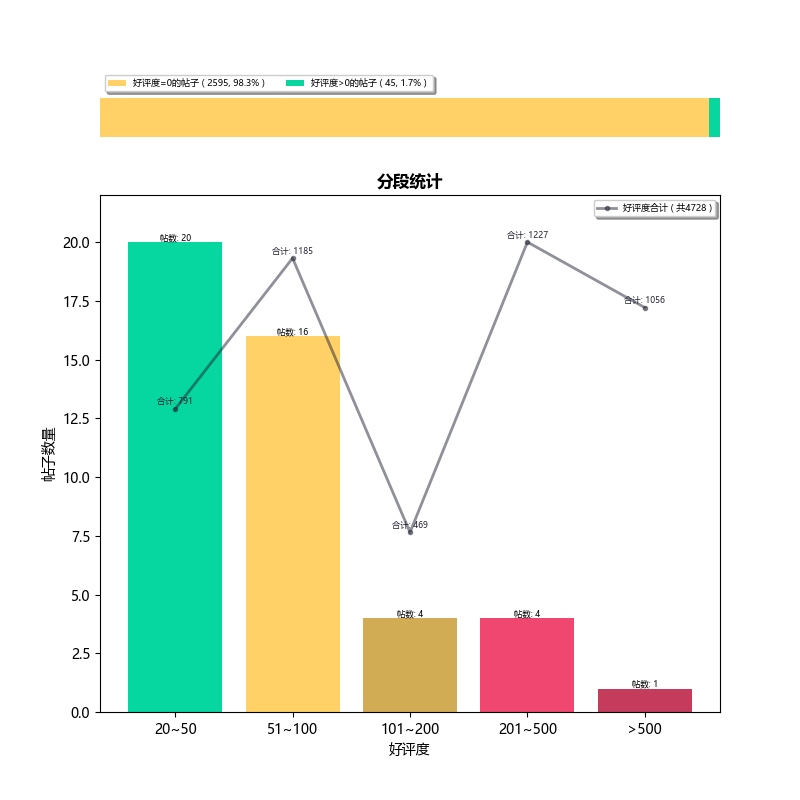 好评度=0的帖子 ( 2595, 98.3% ) 好评度>0的帖子 ( 45, 1.7% )
分段统计
好评度合计 ( 共4728 )
帖数: 20
合计: 1185
合计: 1227
合计: 1056
帖数: 16
合计: 791
合计: 469
帖数: 4
帖数: 4
帖数: 1
20.0
17.5
15.0
12.5
10.0
7.5
5.0
2.5
0.0
帖子数量
20~50 51~100 101~200 201~500 >500
好评度